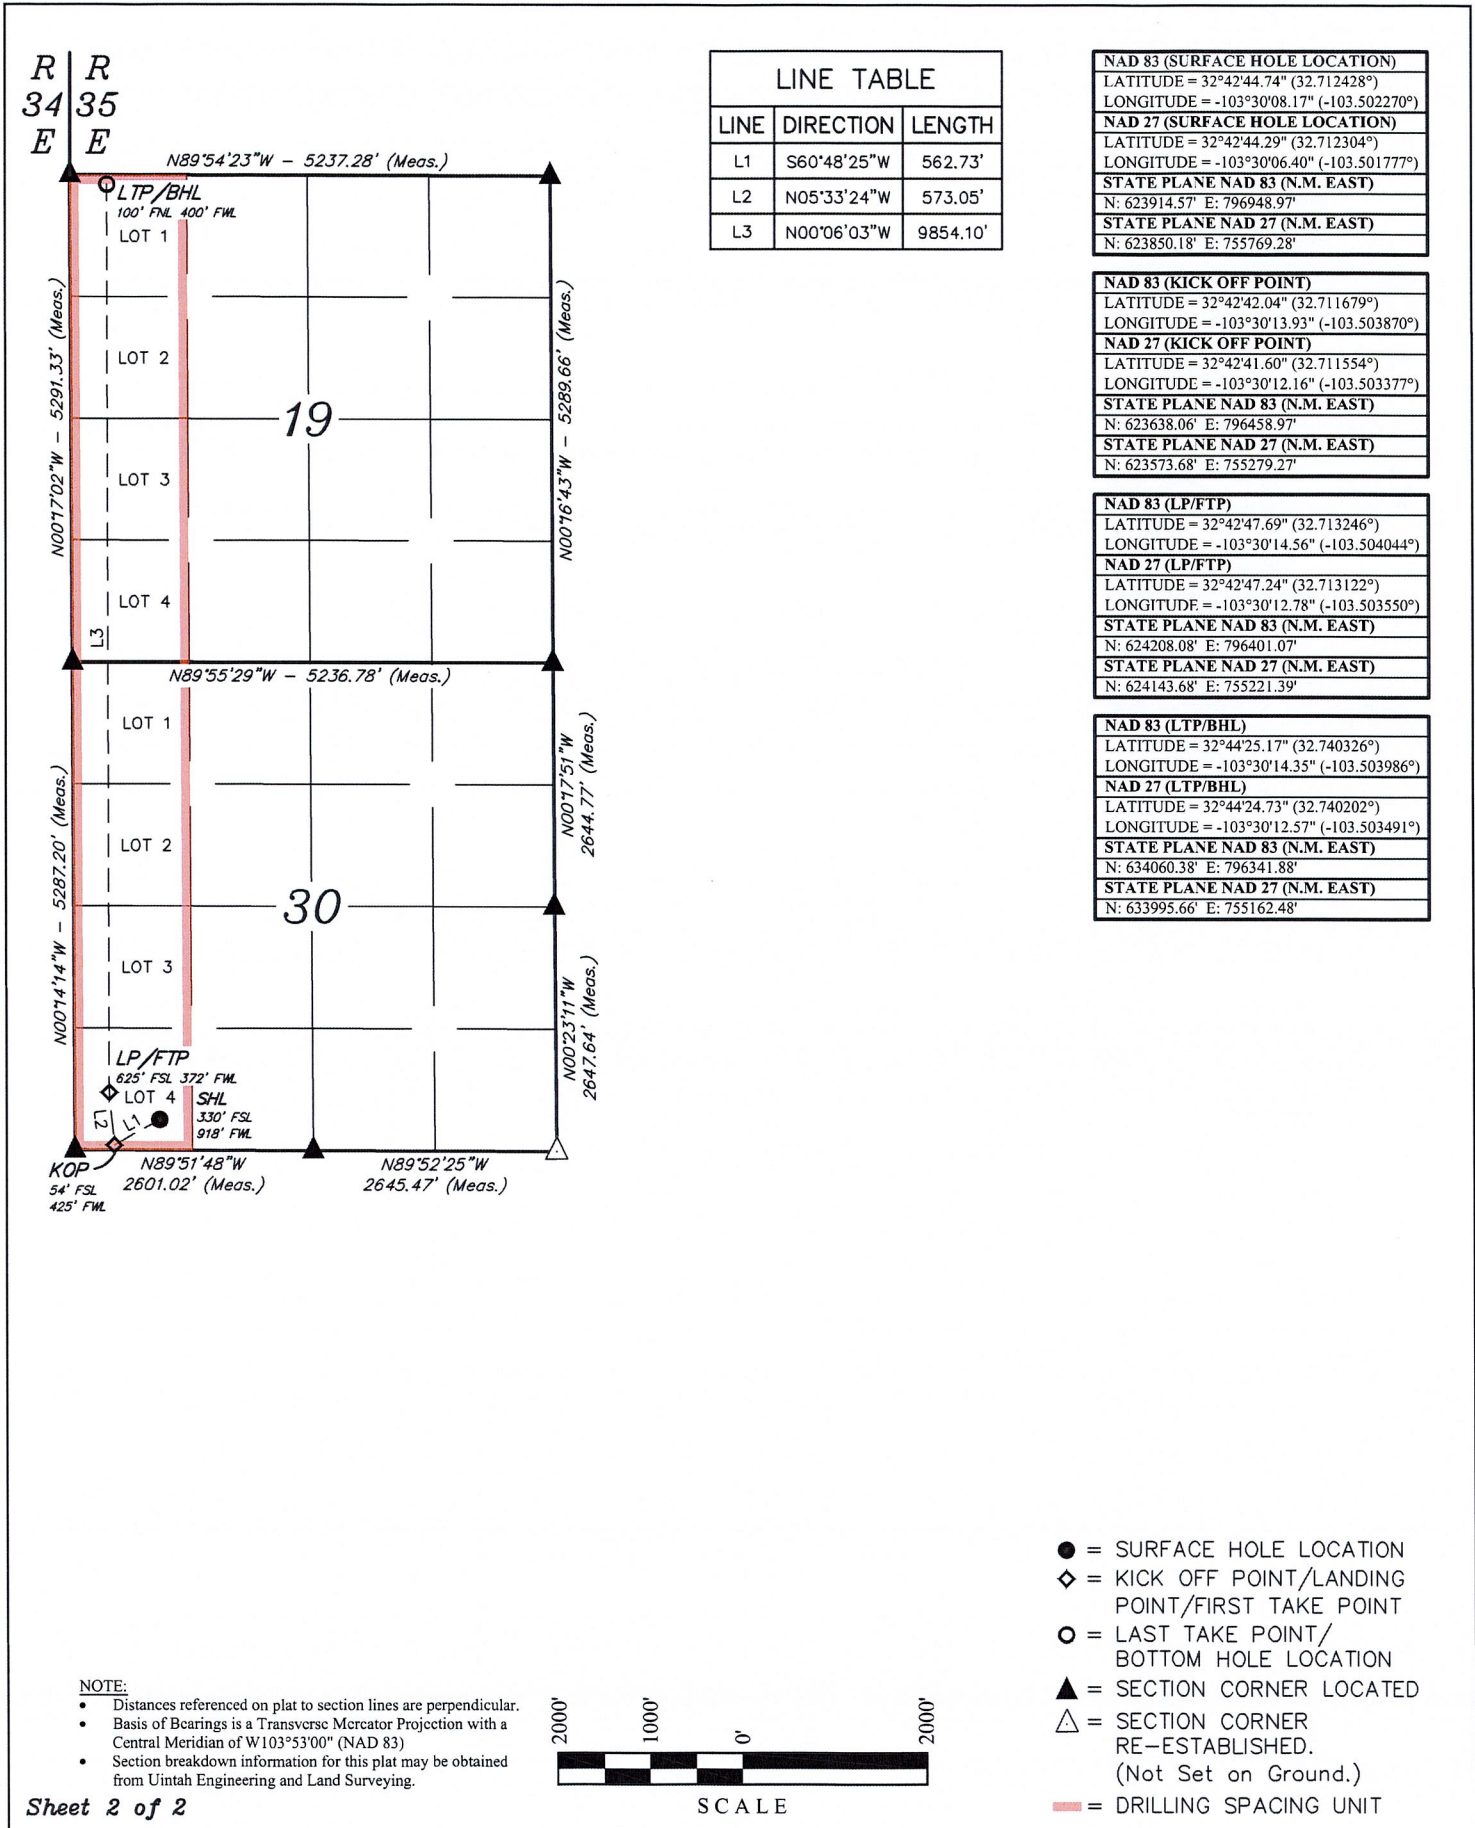 R R
34 35
E E
N89°54'23"W - 5237.28' (Meas.)
LTP/BHL
100' FNL 400' FWL
LOT 1
LOT 2
19
LOT 3
LOT 4
L3
N00°17'02"W - 5291.33' (Meas.)
N00°16'43"W - 5289.66' (Meas.)
N89°55'29"W - 5236.78' (Meas.)
LOT 1
LOT 2
30
LOT 3
N00°14'14"W - 5287.20' (Meas.)
N00°17'51"W
2644.77' (Meas.)
N00°23'11"W
2647.64' (Meas.)
LP/FTP
625' FSL 372' FWL
LOT 4
SHL
330' FSL
918' FWL
L2
L1
KOP
54' FSL
425' FWL
N89°51'48"W
2601.02' (Meas.)
N89°52'25"W
2645.47' (Meas.)
LINE TABLE
LINE DIRECTION LENGTH
L1 S60°48'25"W 562.73'
L2 N05°33'24"W 573.05'
L3 N00°06'03"W 9854.10'
NAD 83 (SURFACE HOLE LOCATION)
LATITUDE = 32°42'44.74" (32.712428°)
LONGITUDE = -103°30'08.17" (-103.502270°)
NAD 27 (SURFACE HOLE LOCATION)
LATITUDE = 32°42'44.29" (32.712304°)
LONGITUDE = -103°30'06.40" (-103.501777°)
STATE PLANE NAD 83 (N.M. EAST)
N: 623914.57' E: 796948.97'
STATE PLANE NAD 27 (N.M. EAST)
N: 623850.18' E: 755769.28'
NAD 83 (KICK OFF POINT)
LATITUDE = 32°42'42.04" (32.711679°)
LONGITUDE = -103°30'13.93" (-103.503870°)
NAD 27 (KICK OFF POINT)
LATITUDE = 32°42'41.60" (32.711554°)
LONGITUDE = -103°30'12.16" (-103.503377°)
STATE PLANE NAD 83 (N.M. EAST)
N: 623638.06' E: 796458.97'
STATE PLANE NAD 27 (N.M. EAST)
N: 623573.68' E: 755279.27'
NAD 83 (LP/FTP)
LATITUDE = 32°42'47.69" (32.713246°)
LONGITUDE = -103°30'14.56" (-103.504044°)
NAD 27 (LP/FTP)
LATITUDE = 32°42'47.24" (32.713122°)
LONGITUDE = -103°30'12.78" (-103.503550°)
STATE PLANE NAD 83 (N.M. EAST)
N: 624208.08' E: 796401.07'
STATE PLANE NAD 27 (N.M. EAST)
N: 624143.68' E: 755221.39'
NAD 83 (LTP/BHL)
LATITUDE = 32°44'25.17" (32.740326°)
LONGITUDE = -103°30'14.35" (-103.503986°)
NAD 27 (LTP/BHL)
LATITUDE = 32°44'24.73" (32.740202°)
LONGITUDE = -103°30'12.57" (-103.503491°)
STATE PLANE NAD 83 (N.M. EAST)
N: 634060.38' E: 796341.88'
STATE PLANE NAD 27 (N.M. EAST)
N: 633995.66' E: 755162.48'
= SURFACE HOLE LOCATION
= KICK OFF POINT/LANDING
POINT/FIRST TAKE POINT
= LAST TAKE POINT/
BOTTOM HOLE LOCATION
= SECTION CORNER LOCATED
= SECTION CORNER
RE-ESTABLISHED.
(Not Set on Ground.)
= DRILLING SPACING UNIT
NOTE:
• Distances referenced on plat to section lines are perpendicular.
• Basis of Bearings is a Transverse Mercator Projection with a
Central Meridian of W103°53'00" (NAD 83)
• Section breakdown information for this plat may be obtained
from Uintah Engineering and Land Surveying.
Sheet 2 of 2
2000' 1000' 0' 2000'
SCALE